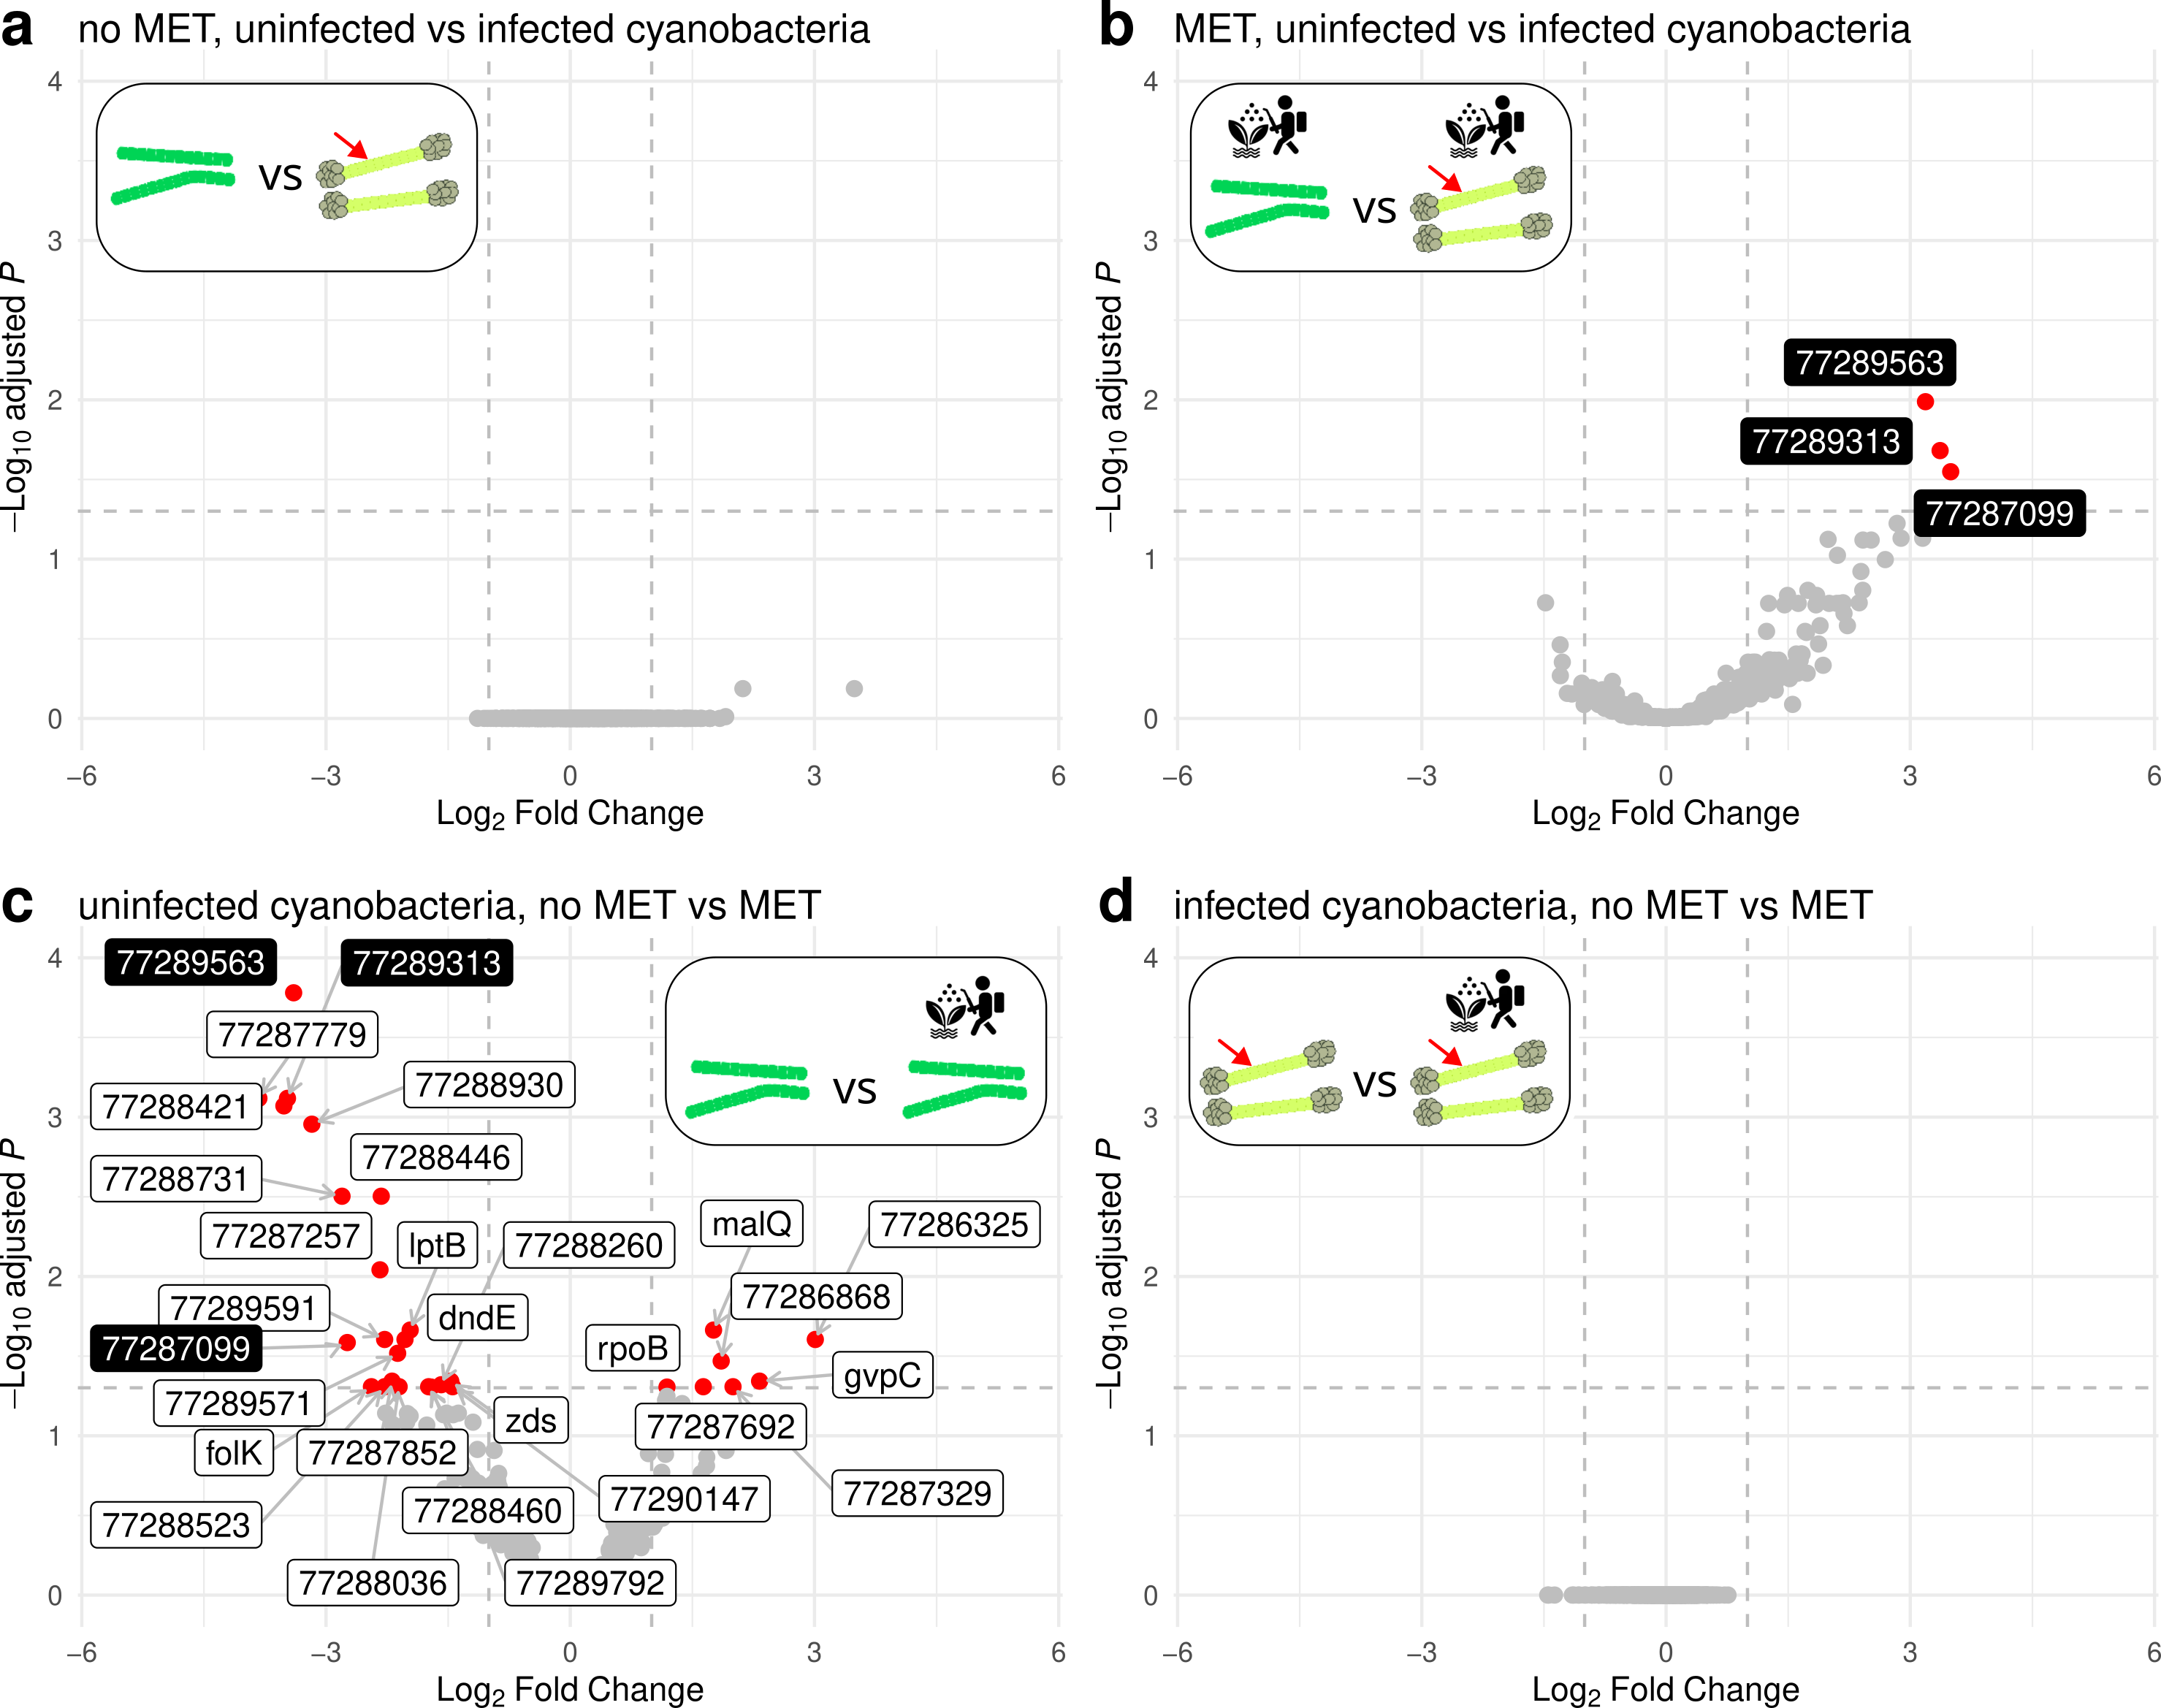 a no MET, uninfected vs infected cyanobacteria
4
3
2
1
0
–Log10 adjusted P
vs
−6 −3 0 3 6
Log2 Fold Change
b MET, uninfected vs infected cyanobacteria
4
3
2
1
0
–Log10 adjusted P
vs
77289563
77289313
77287099
−6 −3 0 3 6
Log2 Fold Change
c uninfected cyanobacteria, no MET vs MET
4
3
2
1
0
–Log10 adjusted P
vs
77289563
77289313
77287779
77288930
77288421
77288446
77288731
77287257
lptB
77288260
malQ
77286325
77289591
dndE
77286868
77287099
rpoB
gvpC
77289571
zds
77287692
folK
77287852
77288460
77290147
77287329
77288523
77288036
77289792
−6 −3 0 3 6
Log2 Fold Change
d infected cyanobacteria, no MET vs MET
4
3
2
1
0
–Log10 adjusted P
vs
−6 −3 0 3 6
Log2 Fold Change